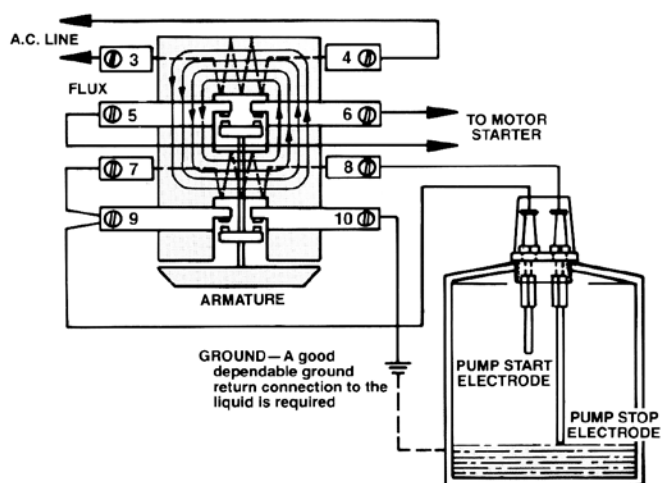 A.C. LINE
3
4
FLUX
5
6
TO MOTOR
STARTER
7
8
9
10
ARMATURE
GROUND—A good
dependable ground
return connection to the
liquid is required
PUMP START
ELECTRODE
PUMP STOP
ELECTRODE